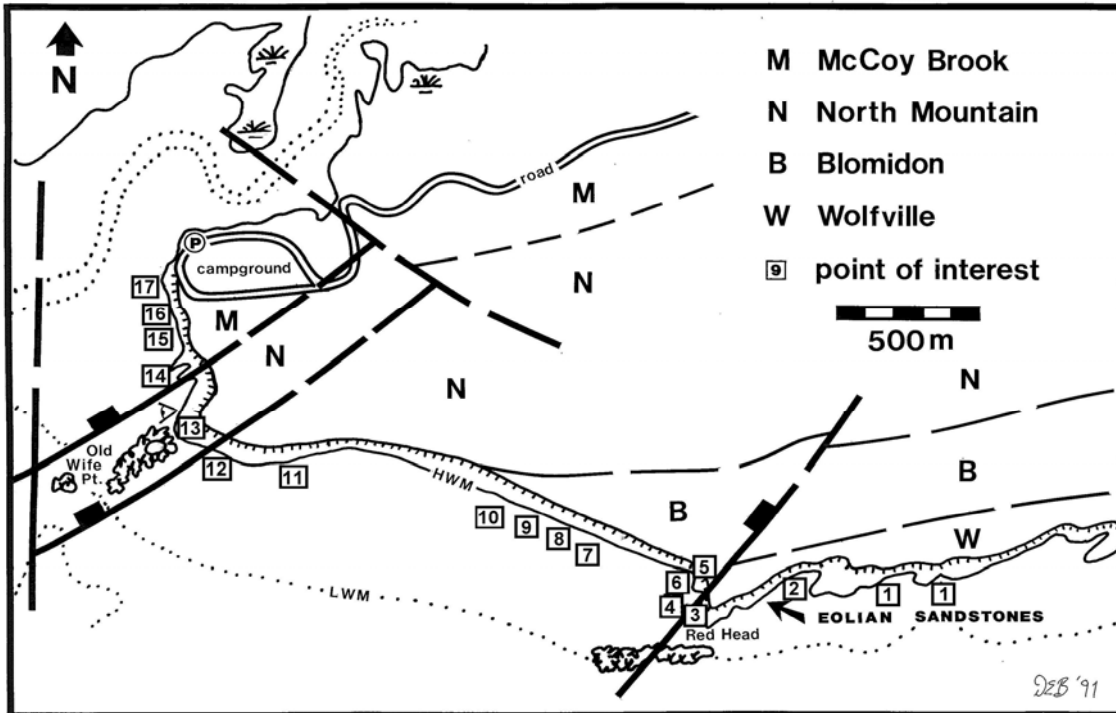 N
M McCoy Brook
N North Mountain
B Blomidon
W Wolfville
9 point of interest
500m
road
M
N
P
campground
17
16
15
14
M
N
N
N
13
Old
Wife
Pt.
12
11
HWM
10
9
8
7
B
B
W
5
6
4
3
Red Head
2
1
1
EOLIAN SANDSTONES
LWM
DEB '91